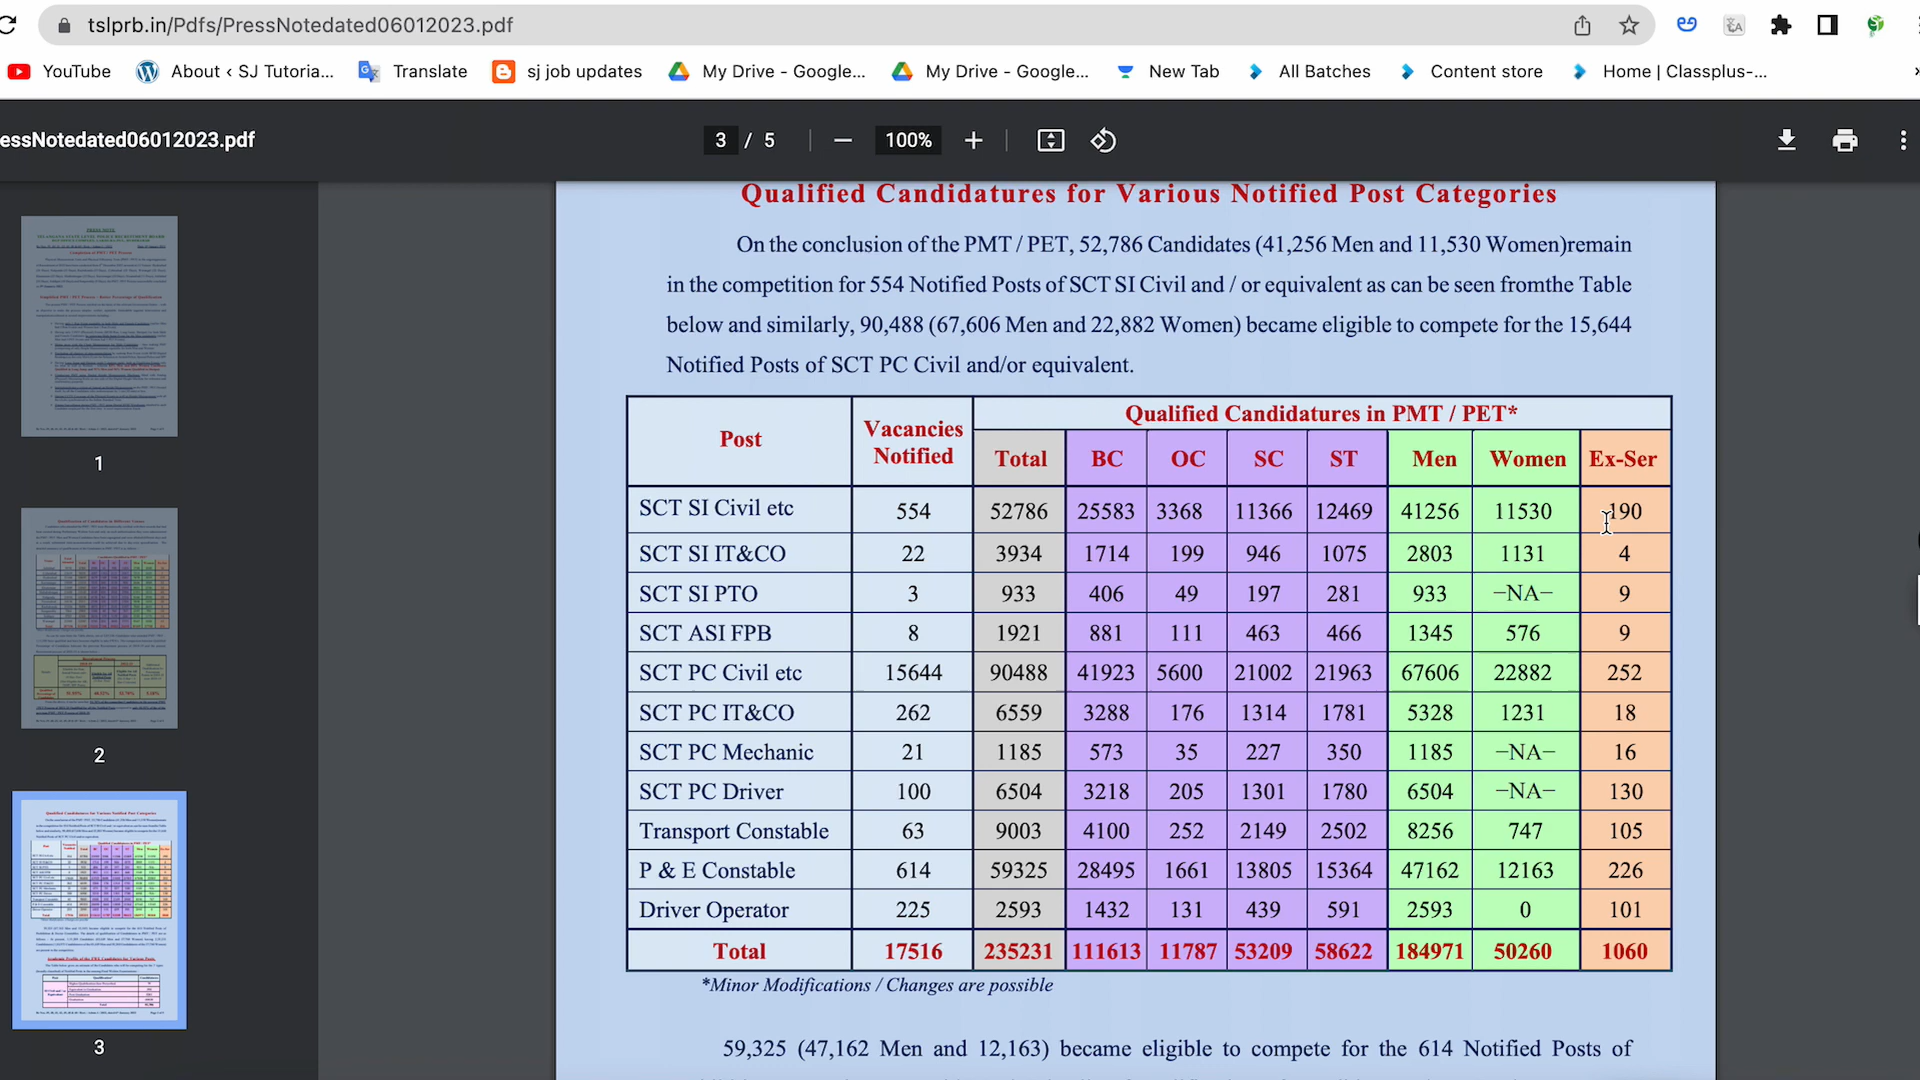 tslprb.in/Pdfs/PressNotedated06012023.pdf
YouTube About ‹ SJ Tutoria... Translate sj job updates My Drive - Google... My Drive - Google... New Tab All Batches Content store Home | Classplus-...
essNotedated06012023.pdf 3 / 5 100%
1
2
3
Qualified Candidatures for Various Notified Post Categories
On the conclusion of the PMT / PET, 52,786 Candidates (41,256 Men and 11,530 Women)remain
in the competition for 554 Notified Posts of SCT SI Civil and / or equivalent as can be seen fromthe Table
below and similarly, 90,488 (67,606 Men and 22,882 Women) became eligible to compete for the 15,644
Notified Posts of SCT PC Civil and/or equivalent.
Post Vacancies Notified Qualified Candidatures in PMT / PET*
Total BC OC SC ST Men Women Ex-Ser
SCT SI Civil etc 554 52786 25583 3368 11366 12469 41256 11530 190
SCT SI IT&CO 22 3934 1714 199 946 1075 2803 1131 4
SCT SI PTO 3 933 406 49 197 281 933 −NA− 9
SCT ASI FPB 8 1921 881 111 463 466 1345 576 9
SCT PC Civil etc 15644 90488 41923 5600 21002 21963 67606 22882 252
SCT PC IT&CO 262 6559 3288 176 1314 1781 5328 1231 18
SCT PC Mechanic 21 1185 573 35 227 350 1185 −NA− 16
SCT PC Driver 100 6504 3218 205 1301 1780 6504 −NA− 130
Transport Constable 63 9003 4100 252 2149 2502 8256 747 105
P & E Constable 614 59325 28495 1661 13805 15364 47162 12163 226
Driver Operator 225 2593 1432 131 439 591 2593 0 101
Total 17516 235231 111613 11787 53209 58622 184971 50260 1060
*Minor Modifications / Changes are possible
59,325 (47,162 Men and 12,163) became eligible to compete for the 614 Notified Posts of